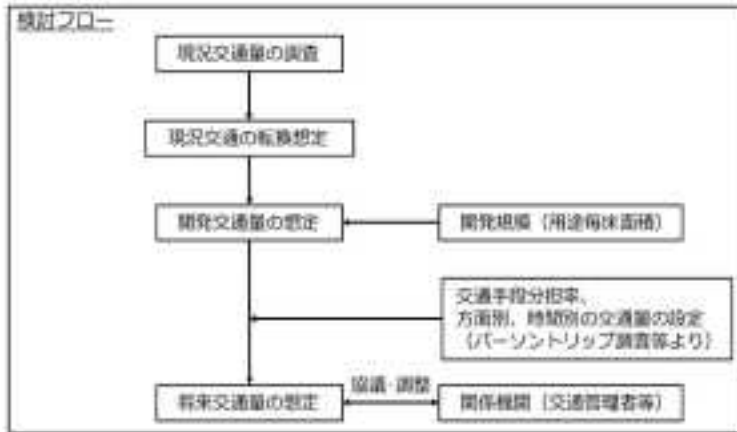 検討フロー
現況交通量の調査
現況交通の転換想定
開発交通量の想定
開発規模（用途毎床面積）
交通手段分担率、
方面別、時間別の交通量の設定
（パーソントリップ調査等より）
協議・調整
将来交通量の想定
関係機関（交通管理者等）